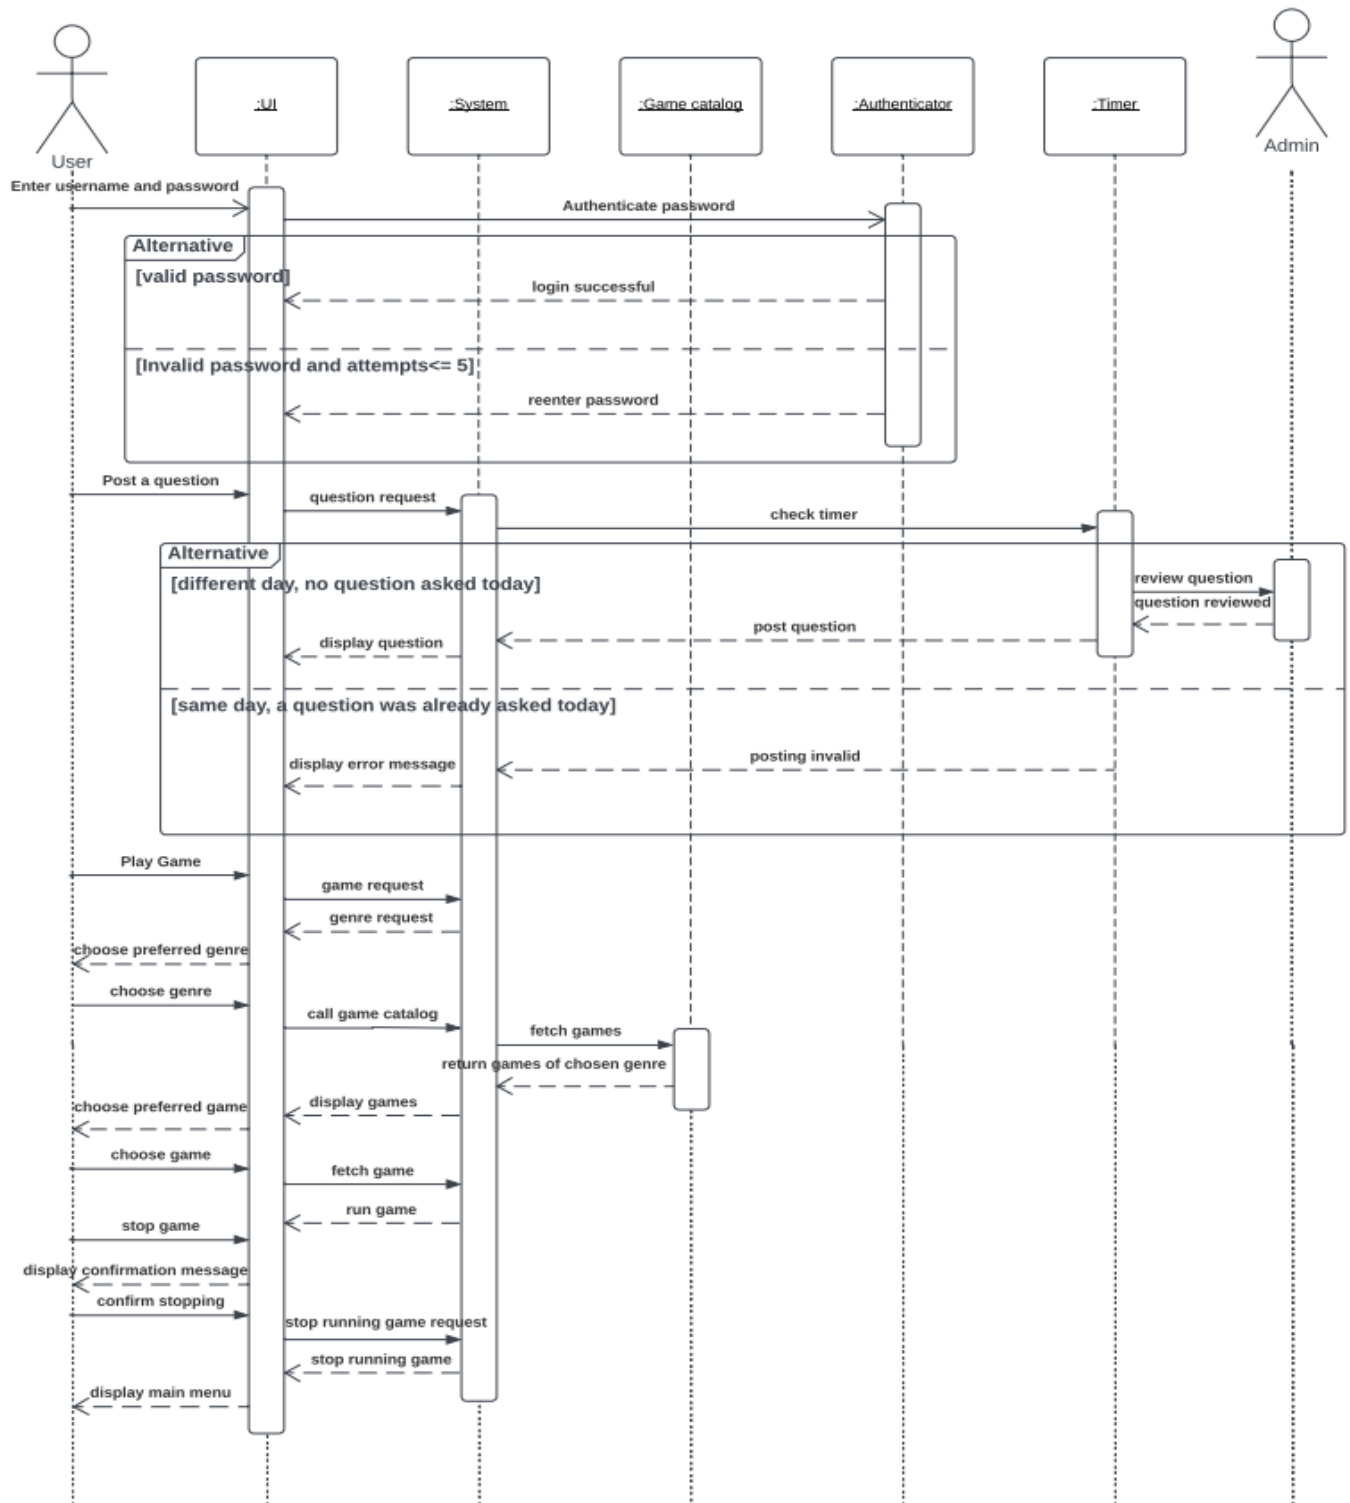 :UI
:System
:Game catalog
:Authenticator
:Timer
Admin
User
Enter username and password
Authenticate password
Alternative
[valid password]
login successful
[Invalid password and attempts<= 5]
reenter password
Post a question
question request
check timer
Alternative
[different day, no question asked today]
review question
question reviewed
post question
display question
[same day, a question was already asked today]
posting invalid
display error message
Play Game
game request
genre request
choose preferred genre
choose genre
call game catalog
fetch games
return games of chosen genre
display games
choose preferred game
choose game
fetch game
run game
stop game
display confirmation message
confirm stopping
stop running game request
stop running game
display main menu